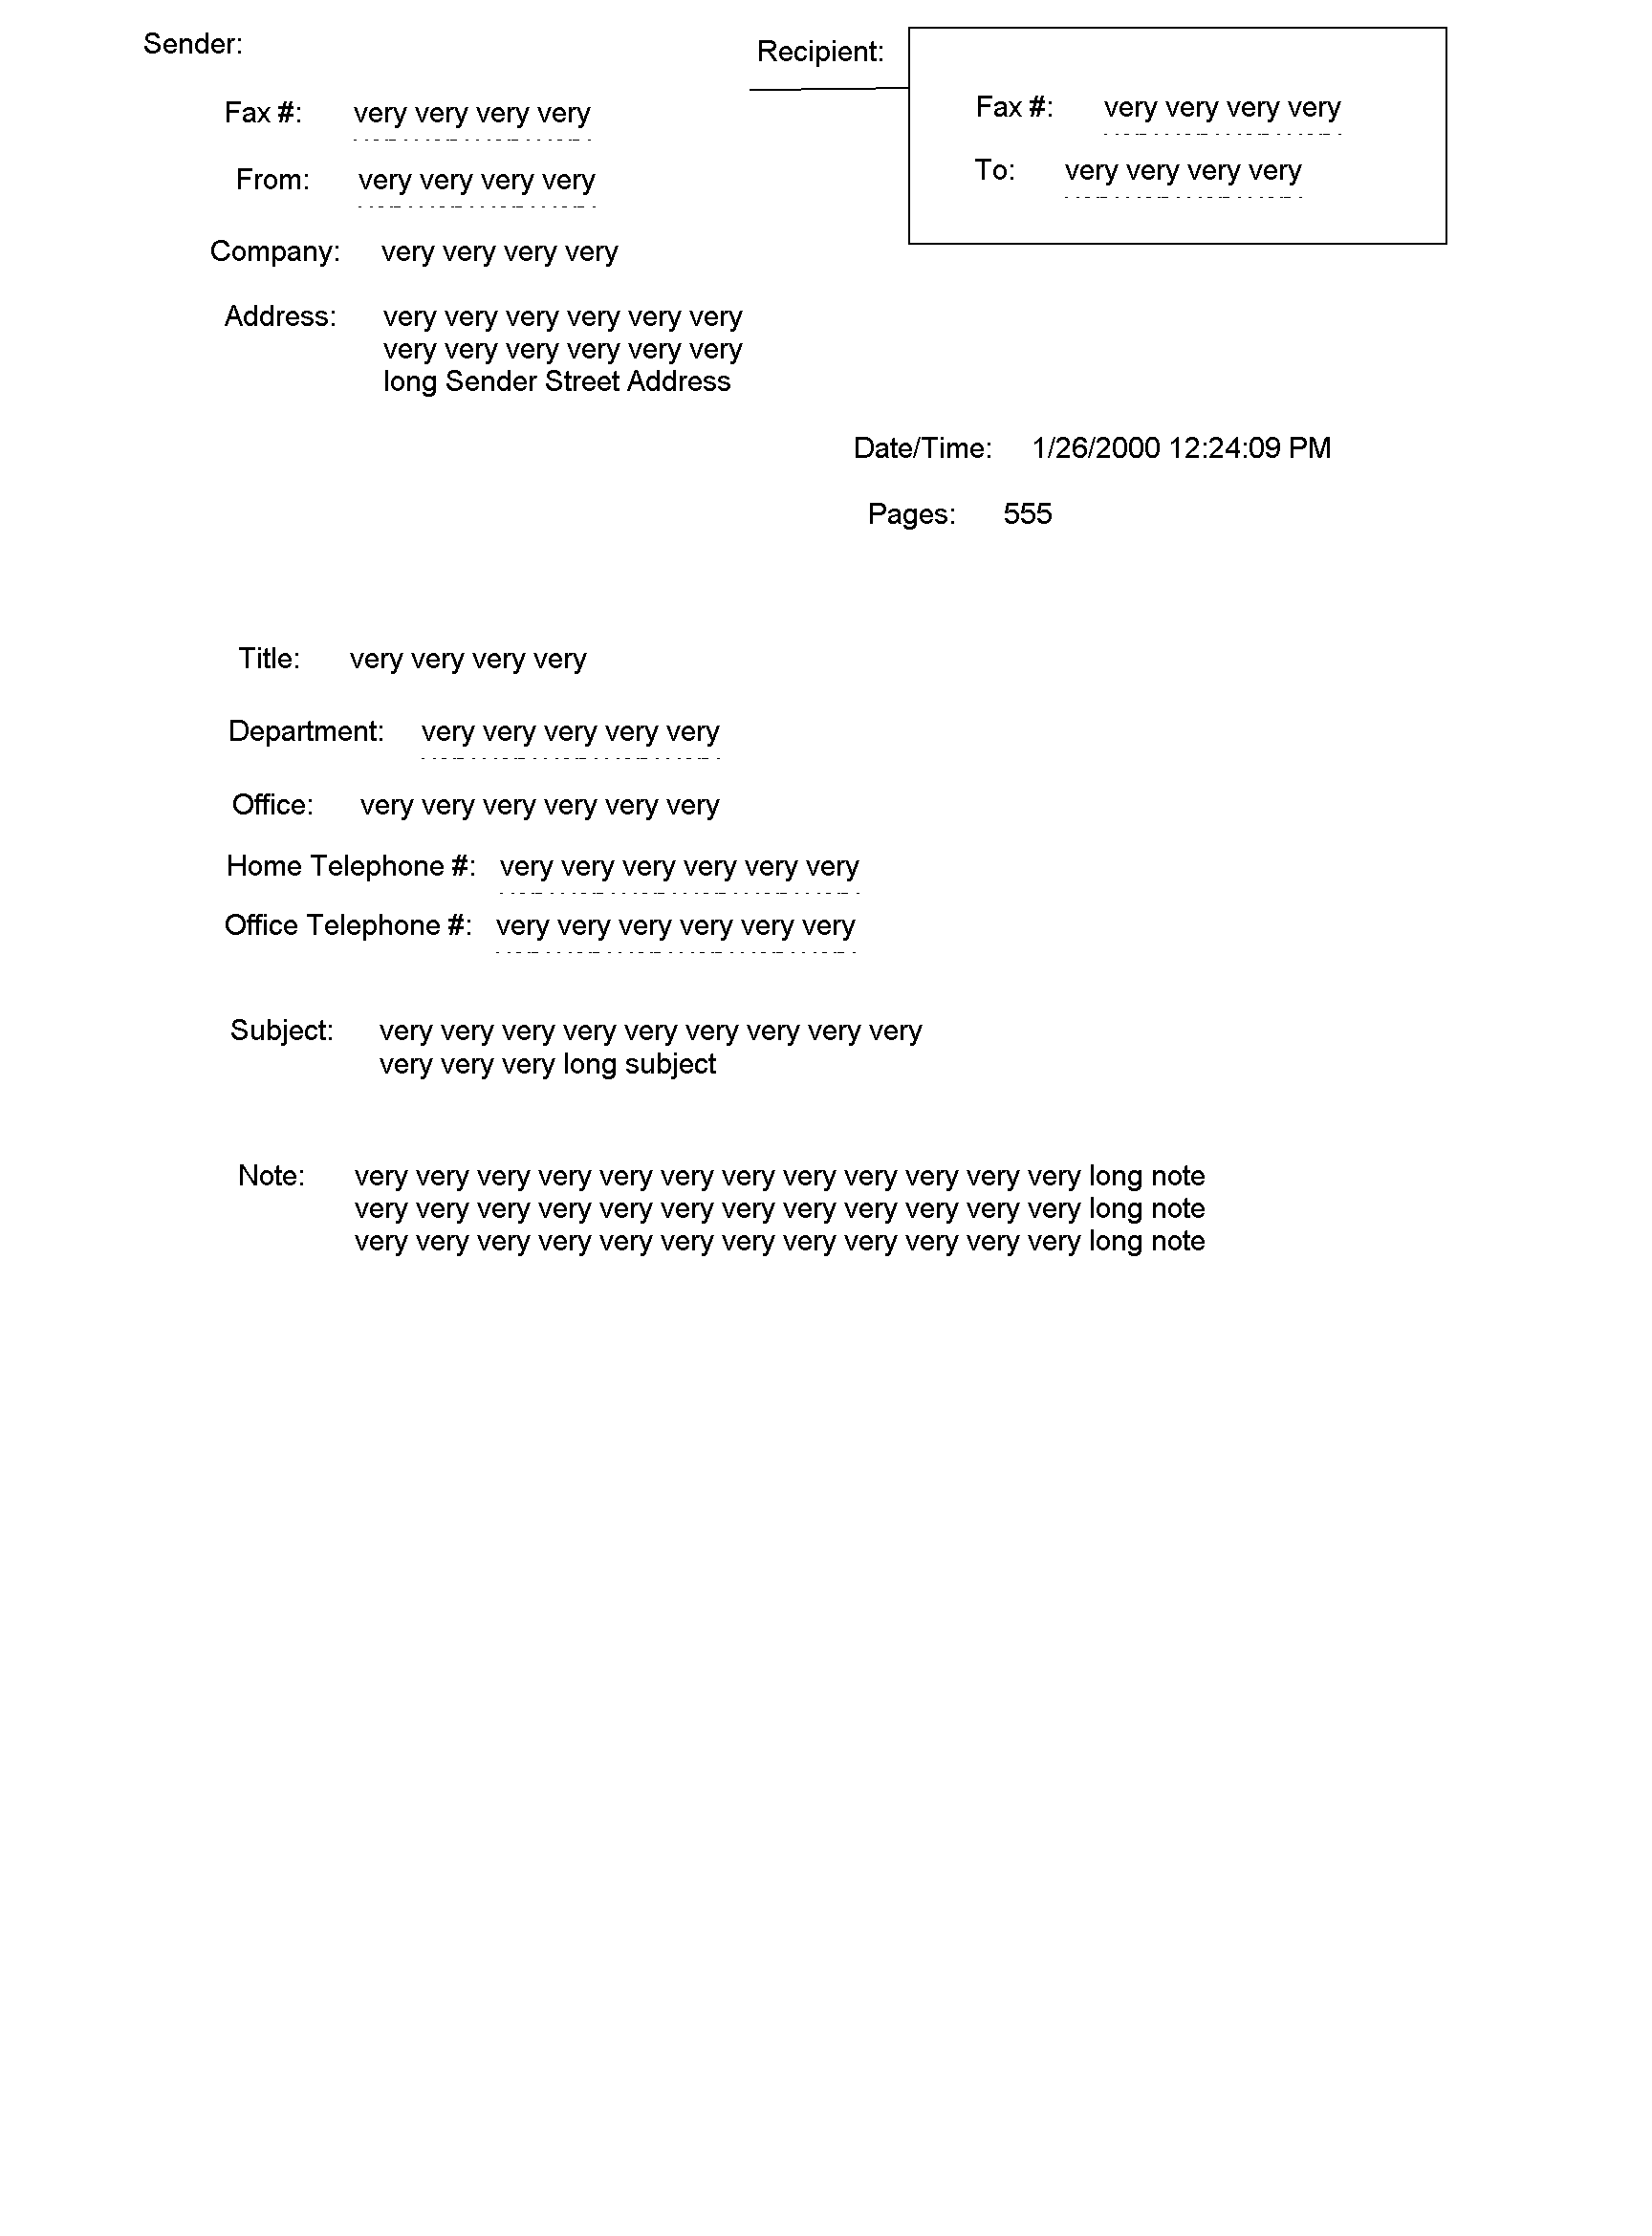 Sender:
Fax #: very very very very
From: very very very very
Company: very very very very
Address: very very very very very very
very very very very very very
long Sender Street Address
Recipient:
Fax #: very very very very
To: very very very very
Date/Time: 1/26/2000 12:24:09 PM
Pages: 555
Title: very very very very
Department: very very very very very
Office: very very very very very very
Home Telephone #: very very very very very very
Office Telephone #: very very very very very very
Subject: very very very very very very very very very
very very very long subject
Note: very very very very very very very very very very very very long note
very very very very very very very very very very very very long note
very very very very very very very very very very very very long note